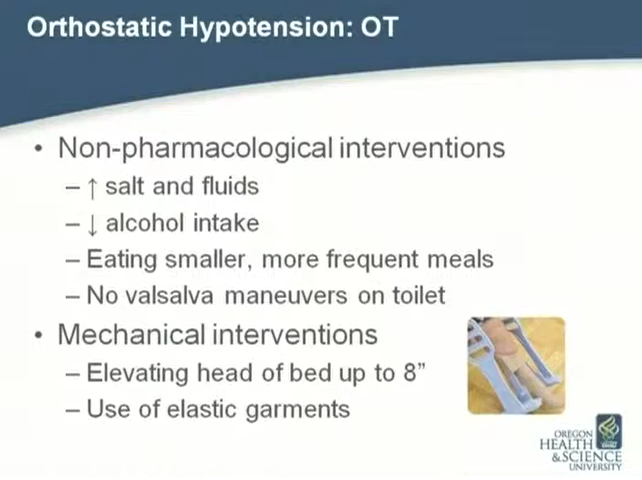 Orthostatic Hypotension: OT
• Non-pharmacological interventions
– ↑ salt and fluids
– ↓ alcohol intake
– Eating smaller, more frequent meals
– No valsalva maneuvers on toilet
• Mechanical interventions
– Elevating head of bed up to 8”
– Use of elastic garments
OREGON
HEALTH
&SCIENCE
UNIVERSITY